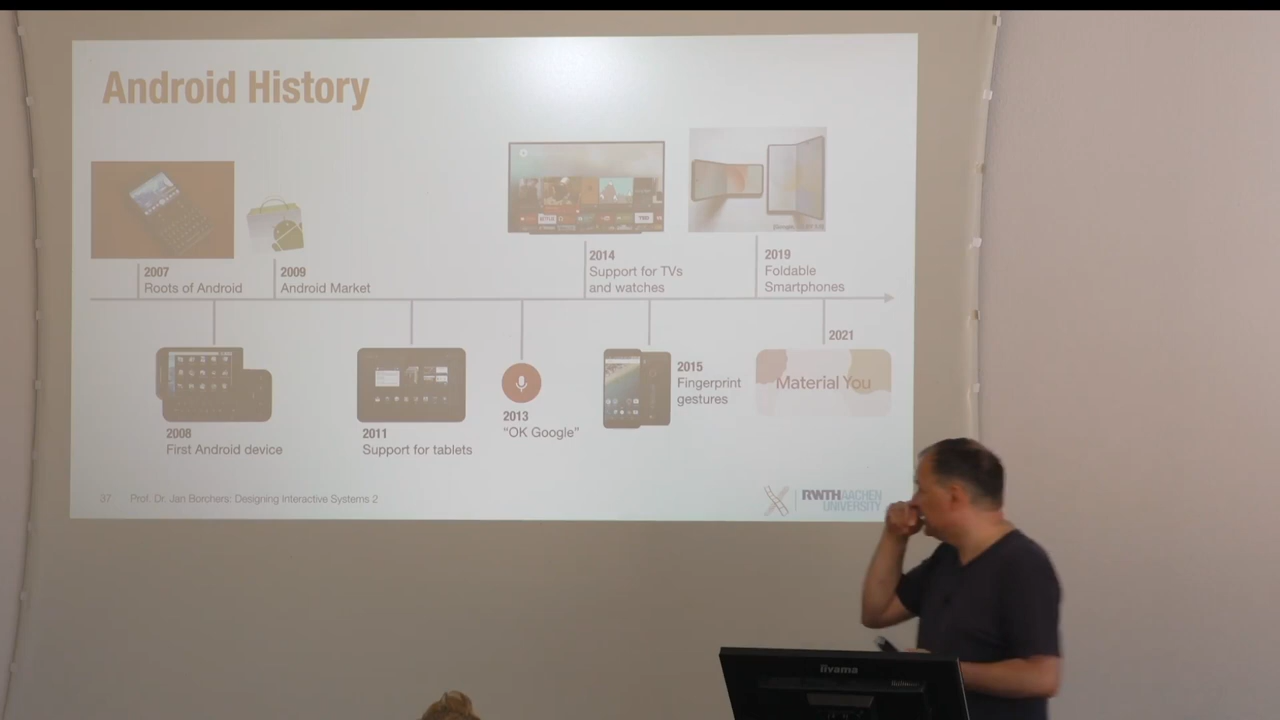 Android History
2007
Roots of Android
2009
Android Market
2014
Support for TVs
and watches
2019
Foldable
Smartphones
2008
First Android device
2011
Support for tablets
2013
“OK Google”
2015
Fingerprint
gestures
2021
Material You
37 Prof. Dr. Jan Borchers: Designing Interactive Systems 2
RWTHAACHEN
UNIVERSITY
iiyama